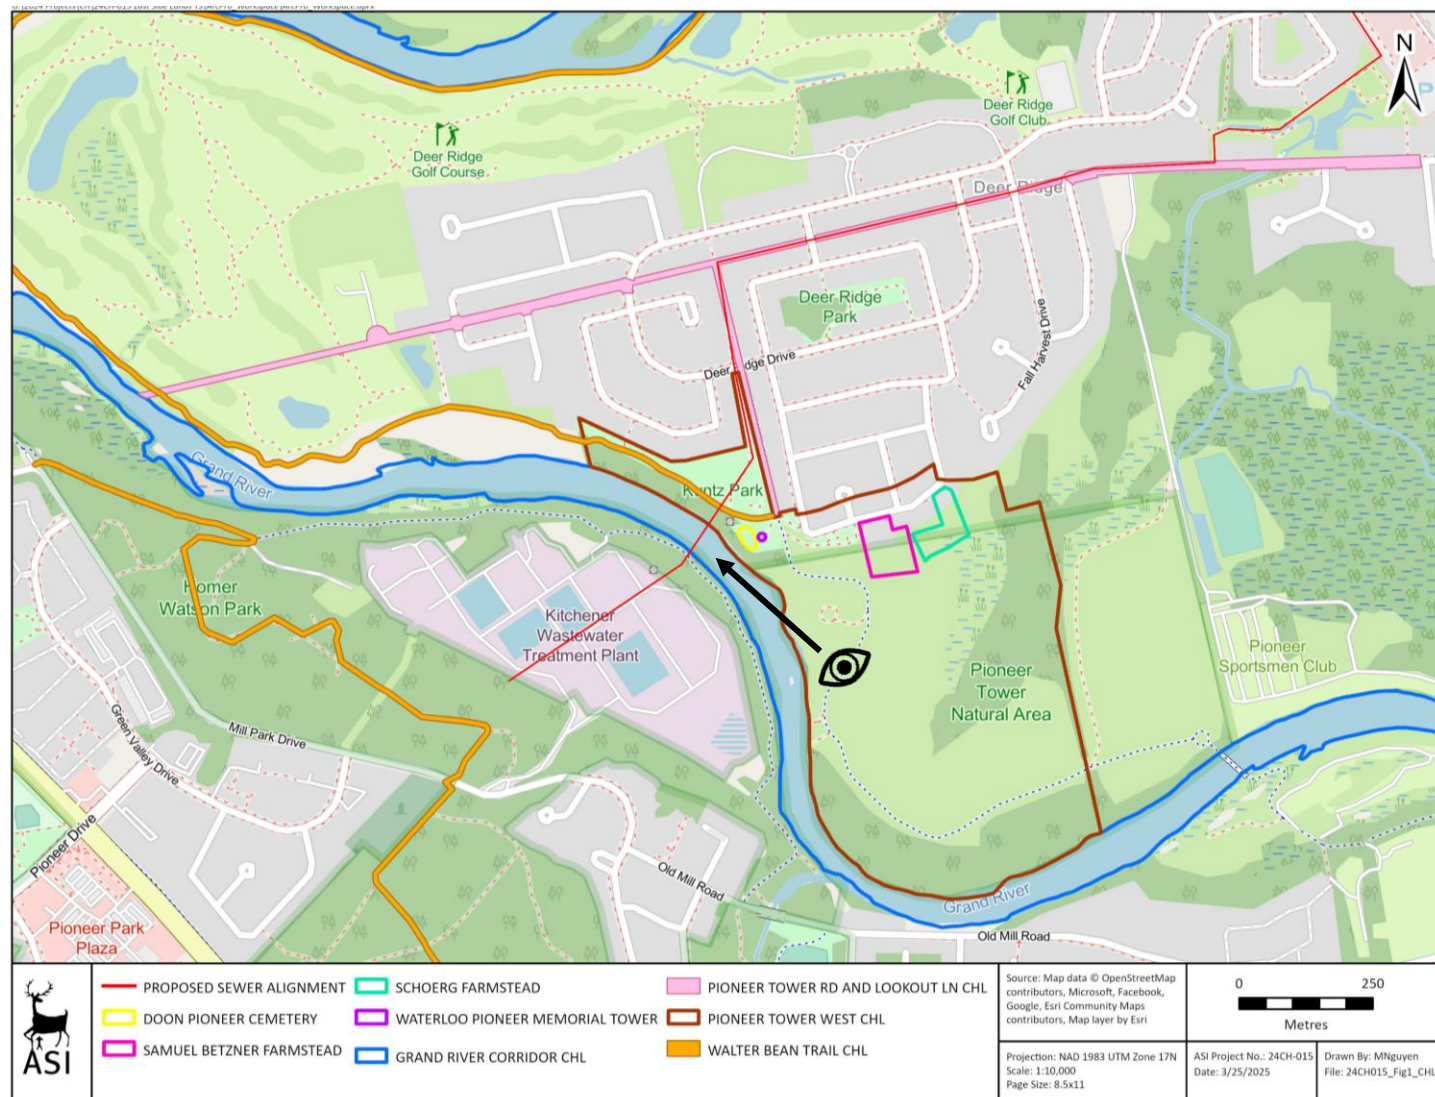 N
Deer Ridge
Golf Club
Deer Ridge
Golf Course
Deer Ridge
Deer Ridge
Park
Deer Ridge Drive
Fall Harvest Drive
Grand River
Kuntz Park
Homer
Watson Park
Kitchener
Wastewater
Treatment Plant
Pioneer
Sportsmen Club
Pioneer
Tower
Natural Area
Green Valley Drive
Mill Park Drive
Pioneer Drive
Old Mill Road
Grand River
Old Mill Road
Pioneer Park
Plaza
ASI
PROPOSED SEWER ALIGNMENT
DOON PIONEER CEMETERY
SAMUEL BETZNER FARMSTEAD
SCHOERG FARMSTEAD
WATERLOO PIONEER MEMORIAL TOWER
GRAND RIVER CORRIDOR CHL
PIONEER TOWER RD AND LOOKOUT LN CHL
PIONEER TOWER WEST CHL
WALTER BEAN TRAIL CHL
Source: Map data © OpenStreetMap
contributors, Microsoft, Facebook,
Google, Esri Community Maps
contributors, Map layer by Esri
0 250
Metres
Projection: NAD 1983 UTM Zone 17N
Scale: 1:10,000
Page Size: 8.5x11
ASI Project No.: 24CH-015
Date: 3/25/2025
Drawn By: MNguyen
File: 24CH015_Fig1_CHL